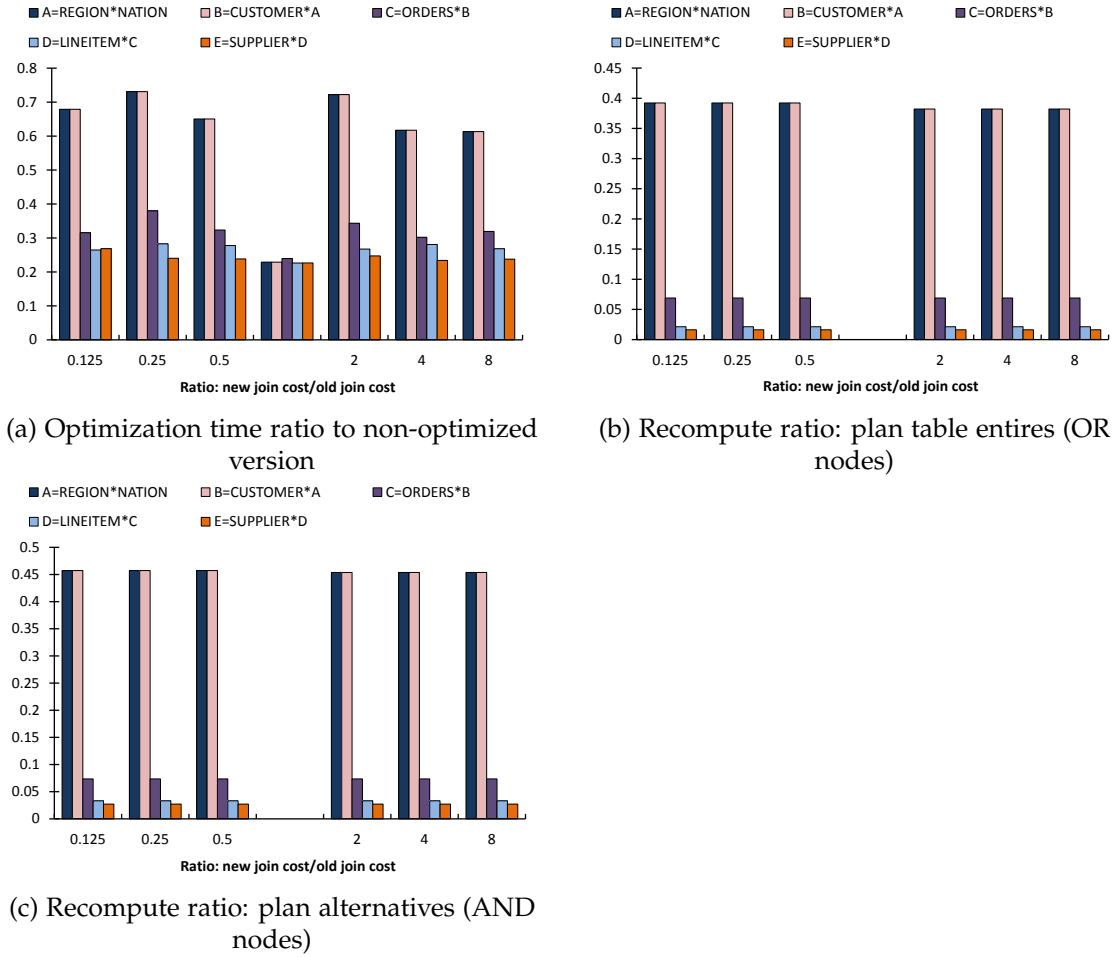 A=REGION*NATION B=CUSTOMER*A C=ORDERS*B
D=LINEITEM*C E=SUPPLIER*D
0.8
0.7
0.6
0.5
0.4
0.3
0.2
0.1
0
0.125 0.25 0.5 2 4 8
Ratio: new join cost/old join cost
(a) Optimization time ratio to non-optimized
version
A=REGION*NATION B=CUSTOMER*A C=ORDERS*B
D=LINEITEM*C E=SUPPLIER*D
0.45
0.4
0.35
0.3
0.25
0.2
0.15
0.1
0.05
0
0.125 0.25 0.5 2 4 8
Ratio: new join cost/old join cost
(b) Recompute ratio: plan table entires (OR
nodes)
A=REGION*NATION B=CUSTOMER*A C=ORDERS*B
D=LINEITEM*C E=SUPPLIER*D
0.5
0.45
0.4
0.35
0.3
0.25
0.2
0.15
0.1
0.05
0
0.125 0.25 0.5 2 4 8
Ratio: new join cost/old join cost
(c) Recompute ratio: plan alternatives (AND
nodes)